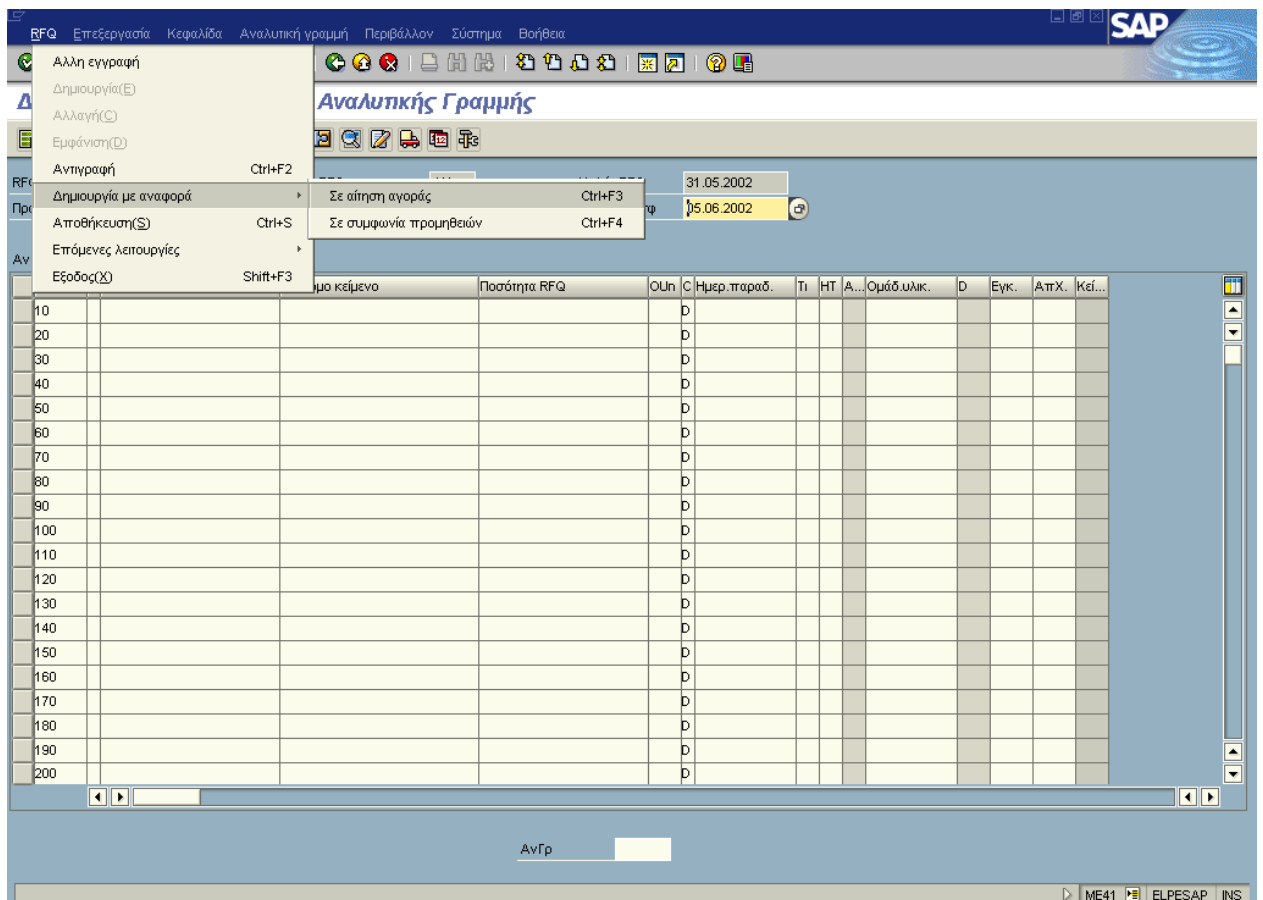 RFQ Επεξεργασία Κεφαλίδα Αναλυτική γραμμή Περιβάλλον Σύστημα Βοήθεια
SAP
Αλλη εγγραφή
Δημιουργία(E)
Αλλαγή(C)
Εμφάνιση(D)
Αντιγραφή Ctrl+F2
Δημιουργία με αναφορά
Αποθήκευση(S) Ctrl+S
Επόμενες λειτουργίες
Εξοδος(X) Shift+F3
Σε αίτηση αγοράς Ctrl+F3
Σε συμφωνία προμηθειών Ctrl+F4
Αναλυτικής Γραμμής
31.05.2002
05.06.2002
κείμενο Ποσότητα RFQ OUn C Ημερ.παραδ. Τι HT A... Ομάδ.υλικ. D Εγκ. ΑπΧ. Κεί...
10 D
20 D
30 D
40 D
50 D
60 D
70 D
80 D
90 D
100 D
110 D
120 D
130 D
140 D
150 D
160 D
170 D
180 D
190 D
200 D
ΑνΓρ
ME41 ELPESAP INS